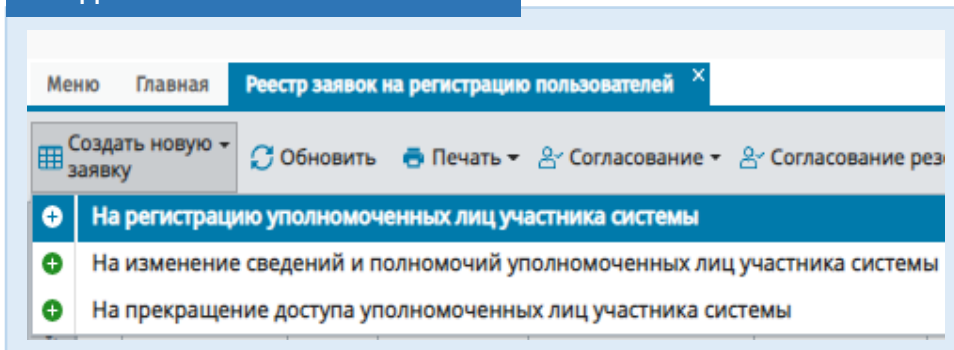 Меню Главная Реестр заявок на регистрацию пользователей
Создать новую заявку Обновить Печать Согласование Согласование
На регистрацию уполномоченных лиц участника системы
На изменение сведений и полномочий уполномоченных лиц участника системы
На прекращение доступа уполномоченных лиц участника системы